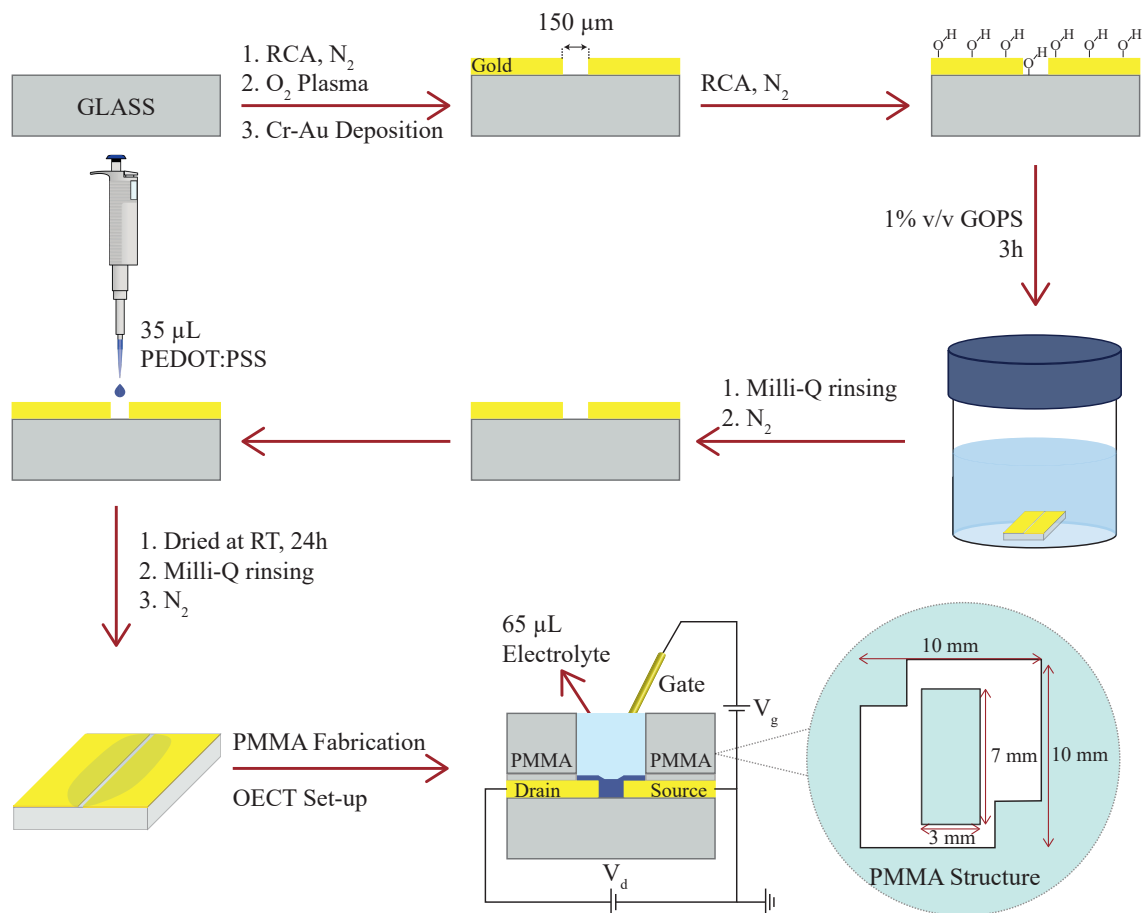 GLASS
1. RCA, N₂
2. O₂ Plasma
3. Cr-Au Deposition
150 µm
Gold
RCA, N₂
O H
O H
O H
O H
O H
O H
O H
1% v/v GOPS
3h
1. Milli-Q rinsing
2. N₂
35 µL
PEDOT:PSS
1. Dried at RT, 24h
2. Milli-Q rinsing
3. N₂
PMMA Fabrication
OECT Set-up
65 µL
Electrolyte
Gate
V_g
PMMA
PMMA
Drain
Source
V_d
10 mm
7 mm
10 mm
3 mm
PMMA Structure